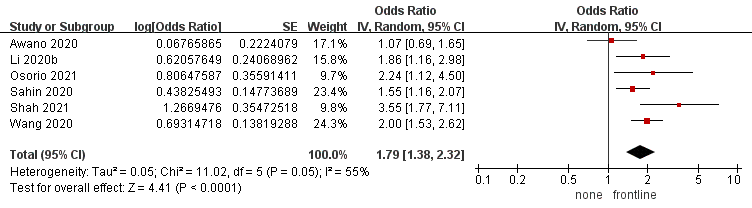 Odds Ratio Odds Ratio
Study or Subgroup log[Odds Ratio] SE Weight IV, Random, 95% CI IV, Random, 95% CI
Awano 2020 0.06765865 0.2224079 17.1% 1.07 [0.69, 1.65]
Li 2020b 0.62057649 0.24068962 15.8% 1.86 [1.16, 2.98]
Osorio 2021 0.80647587 0.35591411 9.7% 2.24 [1.12, 4.50]
Sahin 2020 0.43825493 0.14773689 23.4% 1.55 [1.16, 2.07]
Shah 2021 1.2669476 0.35472518 9.8% 3.55 [1.77, 7.11]
Wang 2020 0.69314718 0.13819288 24.3% 2.00 [1.53, 2.62]
Total (95% CI) 100.0% 1.79 [1.38, 2.32]
Heterogeneity: Tau² = 0.05; Chi² = 11.02, df = 5 (P = 0.05); I² = 55%
Test for overall effect: Z = 4.41 (P < 0.0001)
0.1 0.2 0.5 1 2 5 10
none frontline